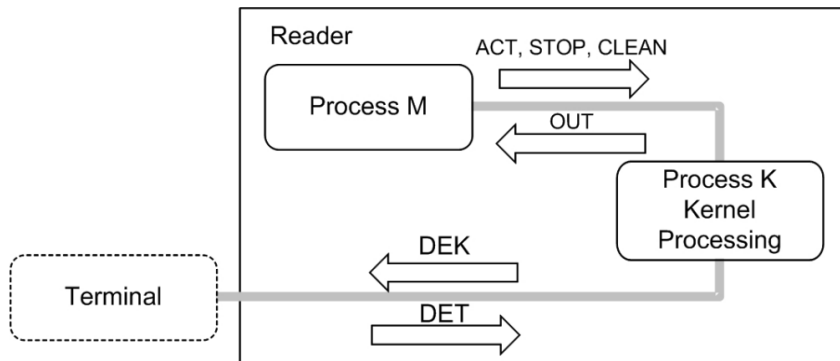 Reader
ACT, STOP, CLEAN
Process M
OUT
Process K
Kernel
Processing
DEK
Terminal
DET